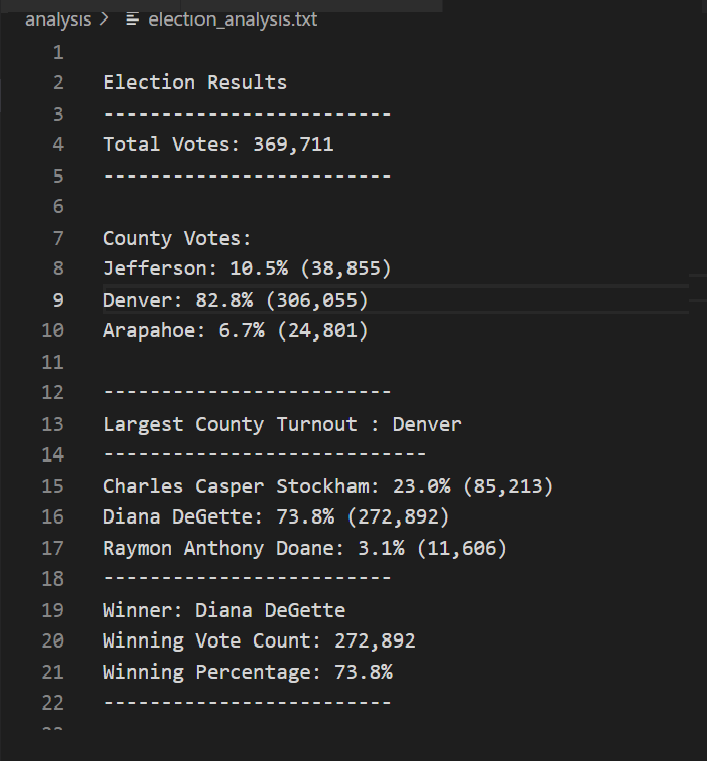 analysis > election_analysis.txt
1
2 Election Results
3 -------------------------
4 Total Votes: 369,711
5 -------------------------
6
7 County Votes:
8 Jefferson: 10.5% (38,855)
9 Denver: 82.8% (306,055)
10 Arapahoe: 6.7% (24,801)
11
12 -------------------------
13 Largest County Turnout : Denver
14 ----------------------------
15 Charles Casper Stockham: 23.0% (85,213)
16 Diana DeGette: 73.8% (272,892)
17 Raymon Anthony Doane: 3.1% (11,606)
18 -------------------------
19 Winner: Diana DeGette
20 Winning Vote Count: 272,892
21 Winning Percentage: 73.8%
22 -------------------------